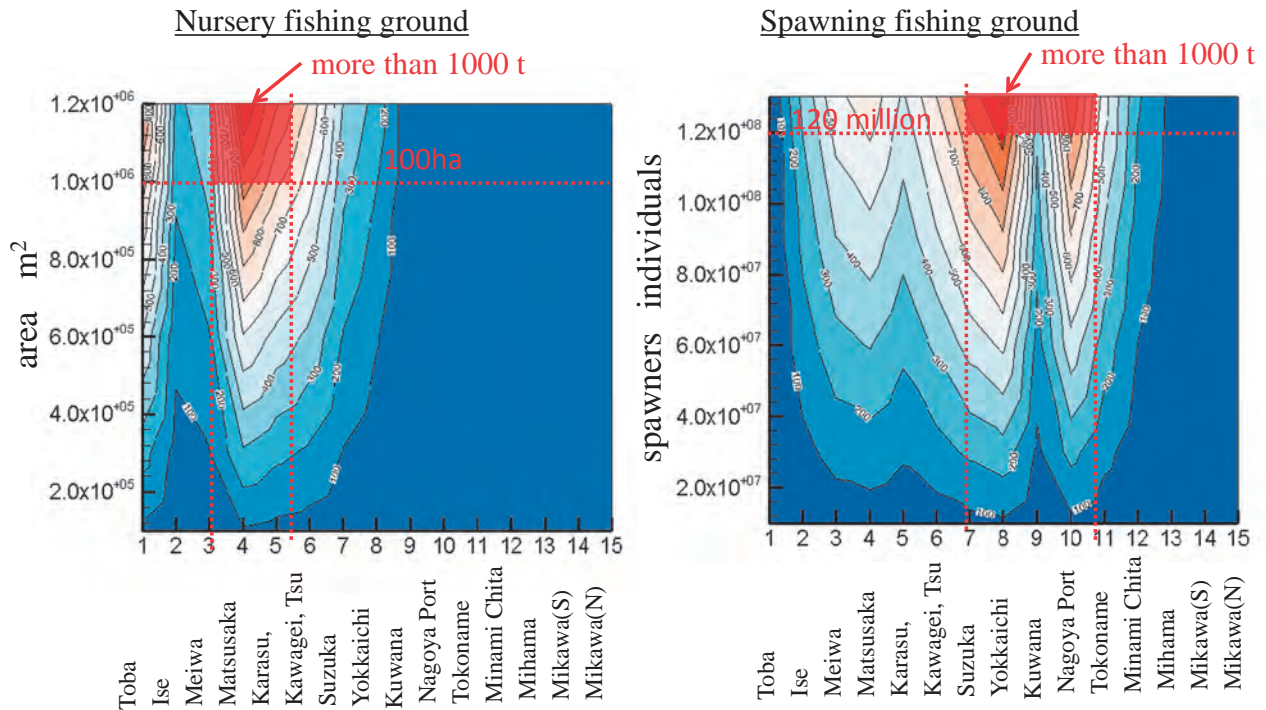 Nursery fishing ground
more than 1000 t
1.2x10+06
1.0x10+06
8.0x10+05
6.0x10+05
4.0x10+05
2.0x10+05
area m2
100ha
1 2 3 4 5 6 7 8 9 10 11 12 13 14 15
Toba
Ise
Meiwa
Matsusaka
Karasu,
Kawagei, Tsu
Suzuka
Yokkaichi
Kuwana
Nagoya Port
Tokoname
Minami Chita
Mihama
Mikawa(S)
Mikawa(N)
Spawning fishing ground
more than 1000 t
120 million
1.2x10+08
1.0x10+08
8.0x10+07
6.0x10+07
4.0x10+07
2.0x10+07
spawners individuals
1 2 3 4 5 6 7 8 9 10 11 12 13 14 15
Toba
Ise
Meiwa
Matsusaka
Karasu,
Kawagei, Tsu
Suzuka
Yokkaichi
Kuwana
Nagoya Port
Tokoname
Minami Chita
Mihama
Mikawa(S)
Mikawa(N)